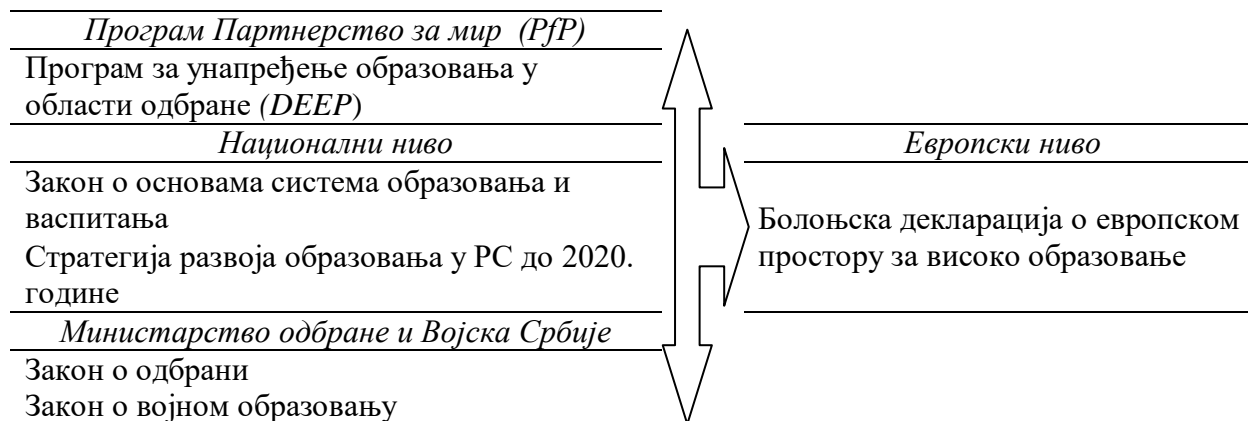 Програм Партнерство за мир (PfP)
Програм за унапређење образовања у
области одбране (DEEP)
Национални ниво
Закон о основама система образовања и
васпитања
Стратегија развоја образовања у РС до 2020.
године
Министарство одбране и Војска Србије
Закон о одбрани
Закон о војном образовању
Европски ниво
Болоњска декларација о европском
простору за високо образовање